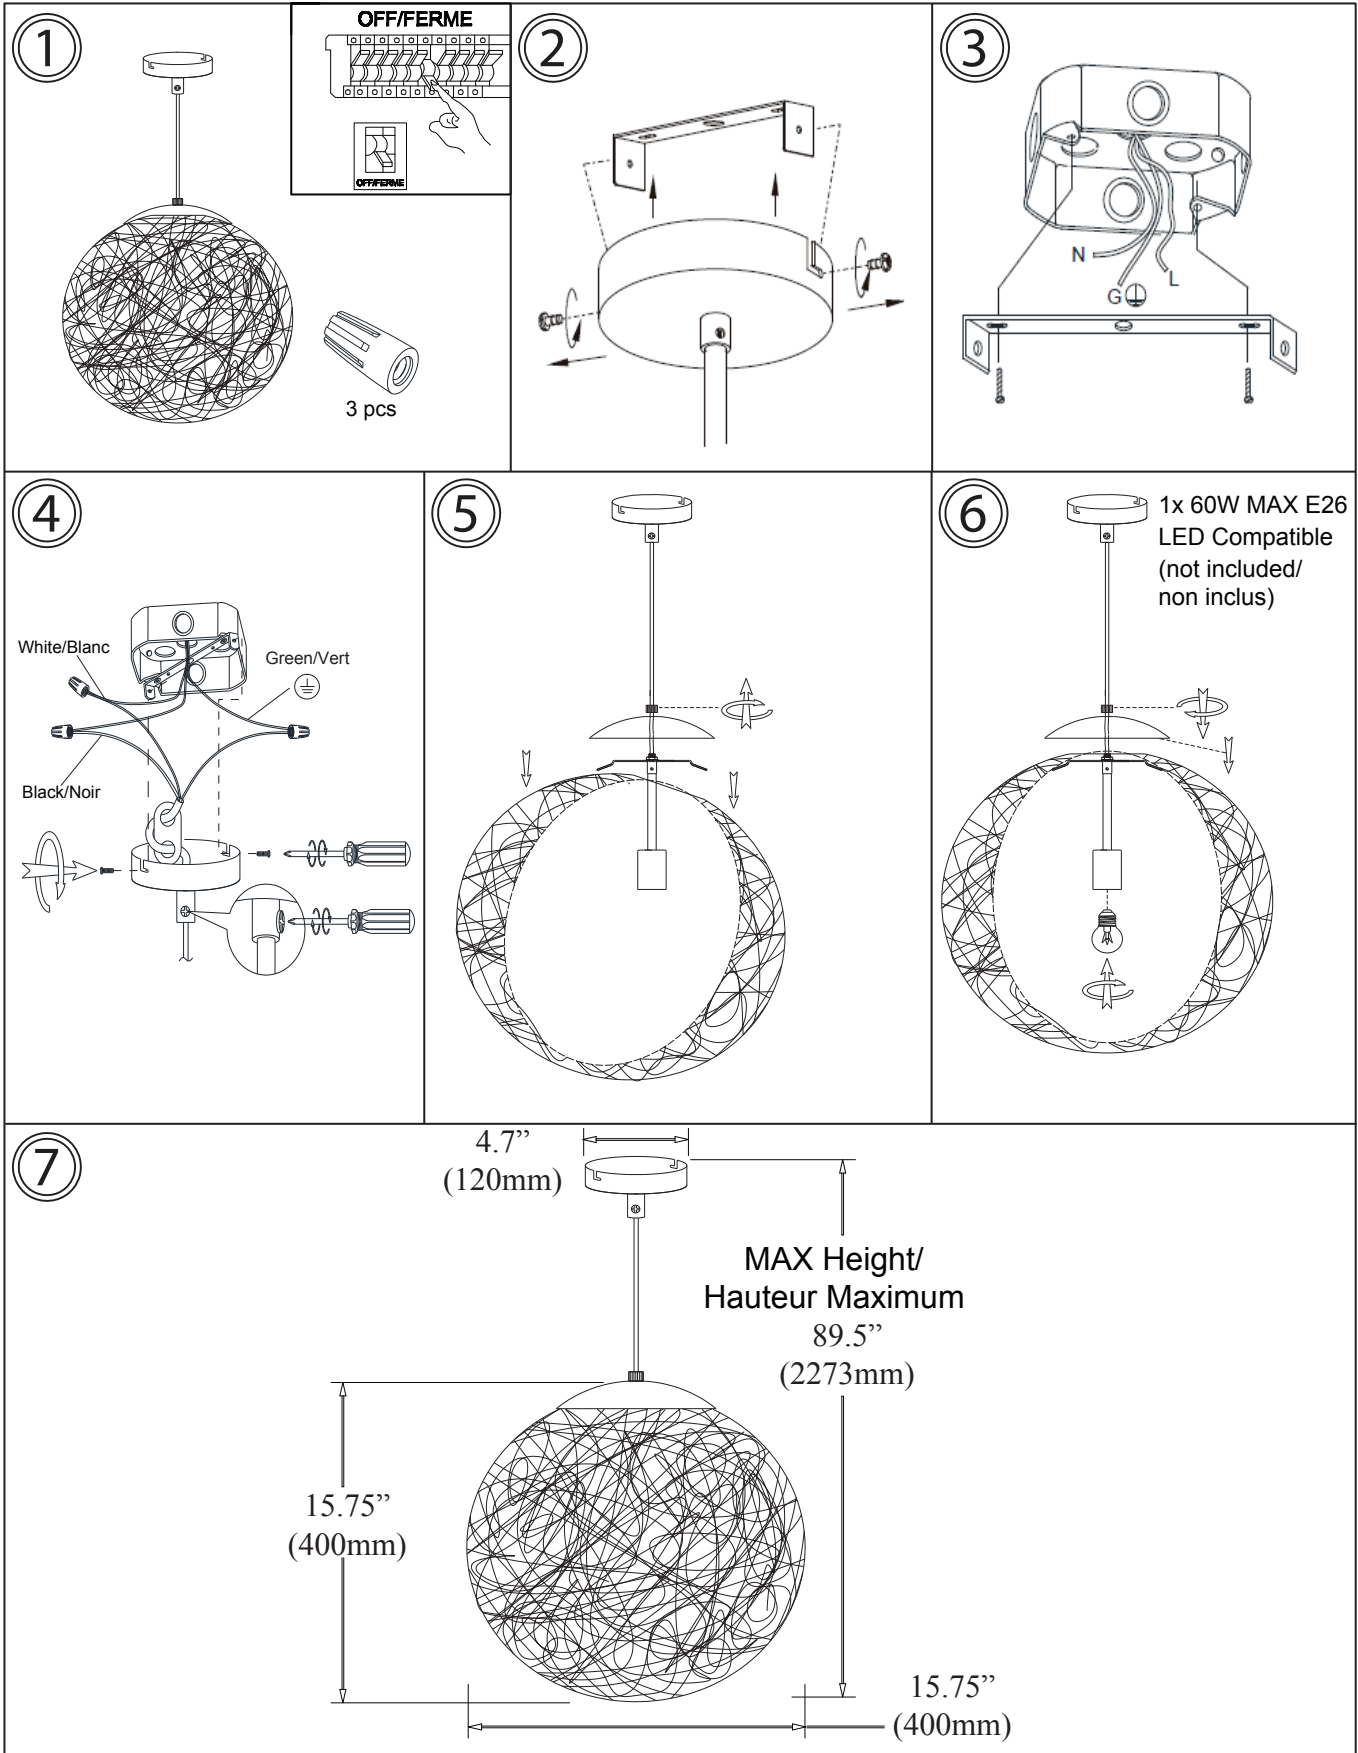 1
OFF/FERME
OFF/FERME
3 pcs
2
3
N
G
L
4
White/Blanc
Green/Vert
Black/Noir
5
6
1x 60W MAX E26
LED Compatible
(not included/
non inclus)
7
4.7”
(120mm)
MAX Height/
Hauteur Maximum
89.5”
(2273mm)
15.75”
(400mm)
15.75”
(400mm)